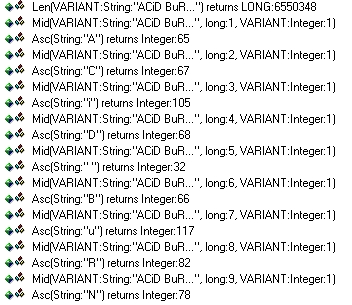 Len(VARIANT:String:"ACiD BuR...") returns LONG:6550348
Mid(VARIANT:String:"ACiD BuR...", long:1, VARIANT:Integer:1)
Asc(String:"A") returns Integer:65
Mid(VARIANT:String:"ACiD BuR...", long:2, VARIANT:Integer:1)
Asc(String:"C") returns Integer:67
Mid(VARIANT:String:"ACiD BuR...", long:3, VARIANT:Integer:1)
Asc(String:"i") returns Integer:105
Mid(VARIANT:String:"ACiD BuR...", long:4, VARIANT:Integer:1)
Asc(String:"D") returns Integer:68
Mid(VARIANT:String:"ACiD BuR...", long:5, VARIANT:Integer:1)
Asc(String:" ") returns Integer:32
Mid(VARIANT:String:"ACiD BuR...", long:6, VARIANT:Integer:1)
Asc(String:"B") returns Integer:66
Mid(VARIANT:String:"ACiD BuR...", long:7, VARIANT:Integer:1)
Asc(String:"u") returns Integer:117
Mid(VARIANT:String:"ACiD BuR...", long:8, VARIANT:Integer:1)
Asc(String:"R") returns Integer:82
Mid(VARIANT:String:"ACiD BuR...", long:9, VARIANT:Integer:1)
Asc(String:"N") returns Integer:78